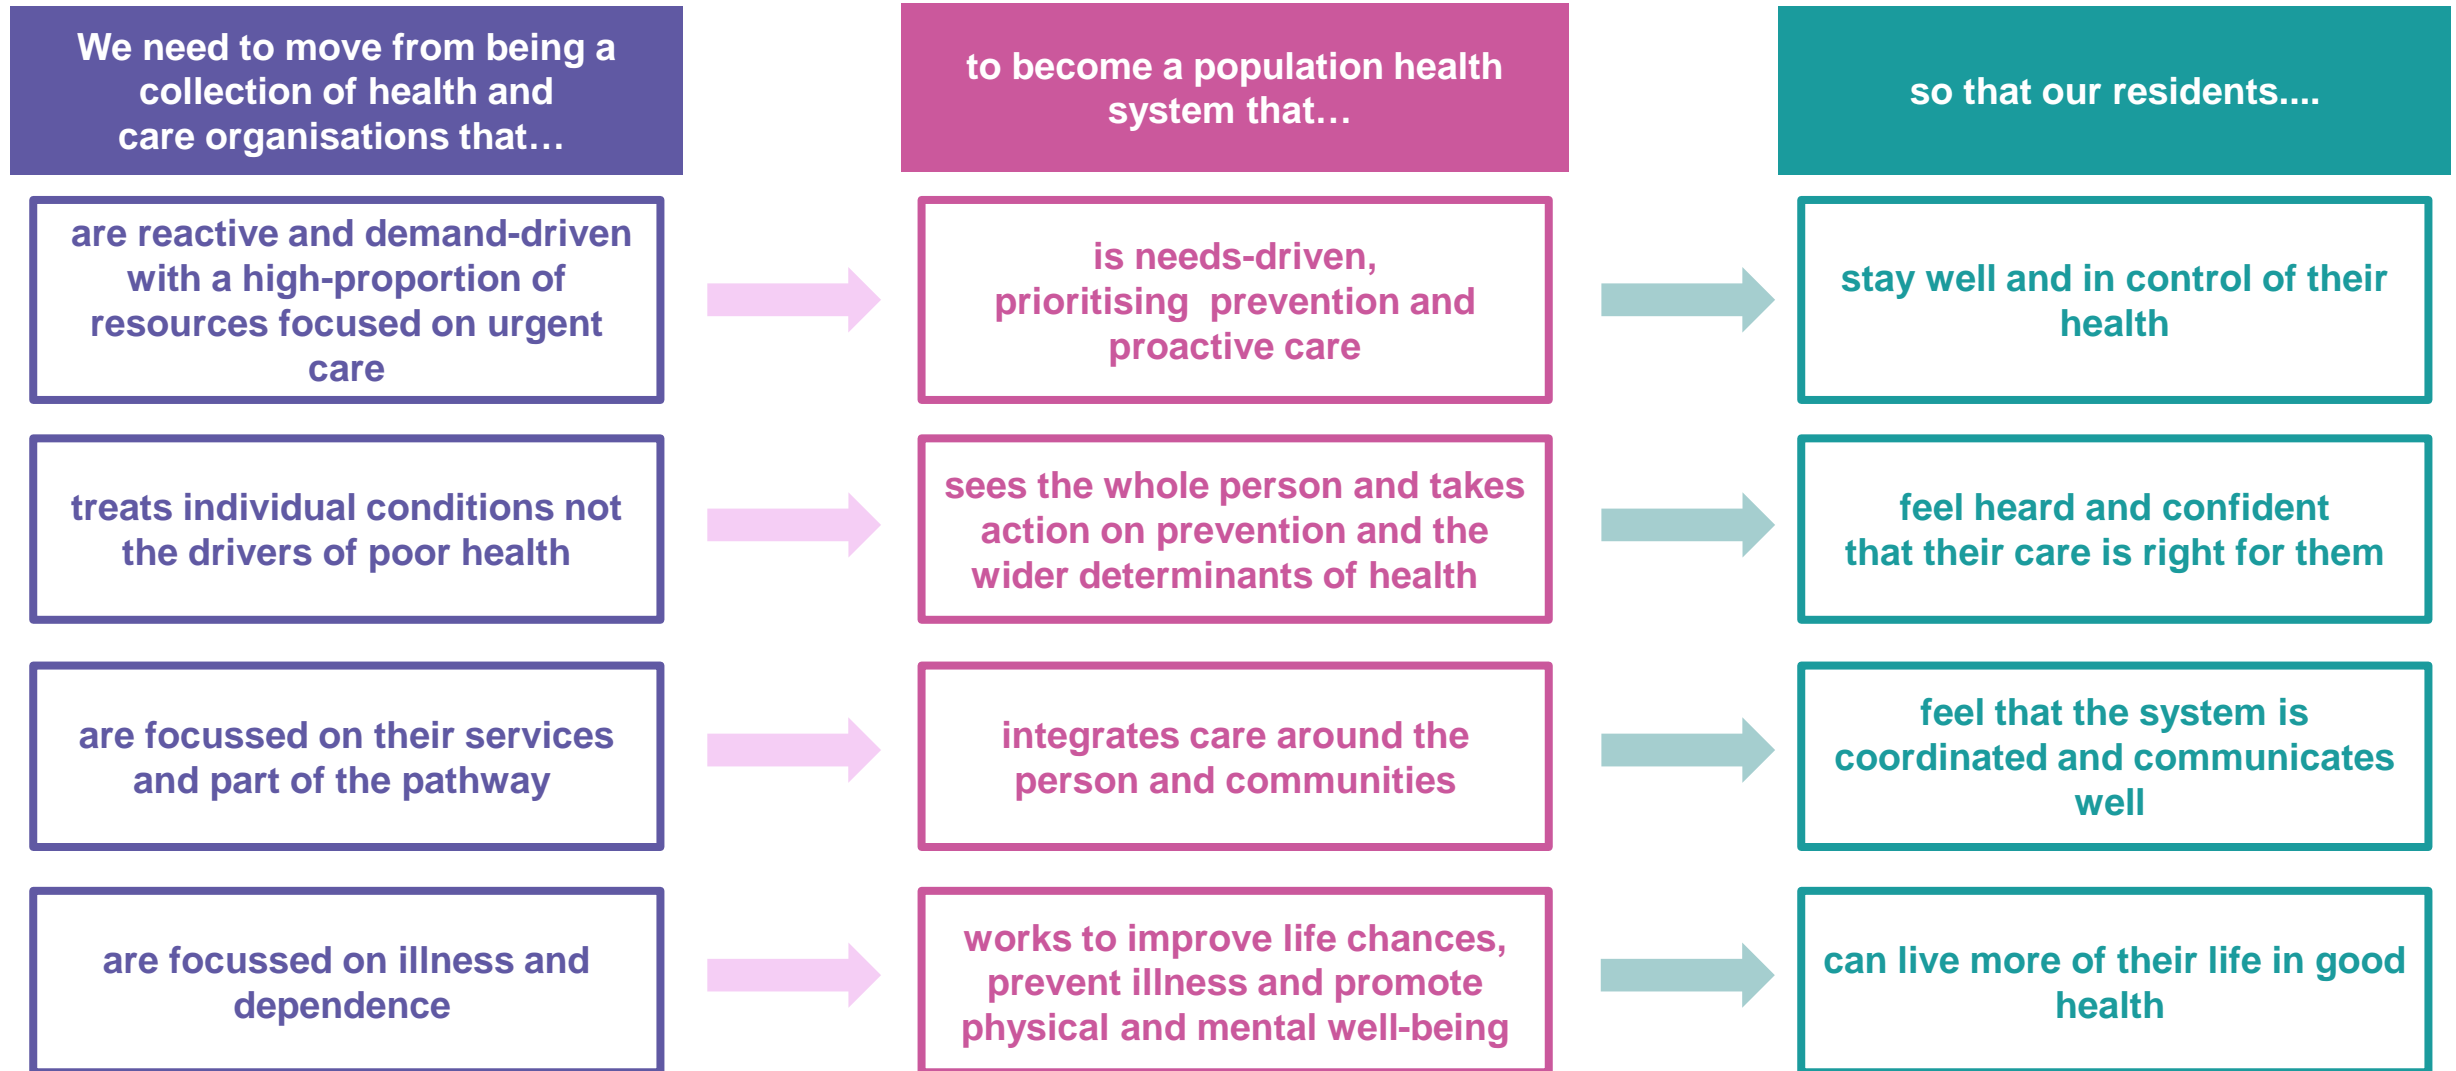 We need to move from being a
collection of health and
care organisations that…
to become a population health
system that…
so that our residents....
are reactive and demand-driven
with a high-proportion of
resources focused on urgent
care
is needs-driven,
prioritising  prevention and
proactive care
stay well and in control of their
health
treats individual conditions not
the drivers of poor health
sees the whole person and takes
action on prevention and the
wider determinants of health
feel heard and confident
that their care is right for them
are focussed on their services
and part of the pathway
integrates care around the
person and communities
feel that the system is
coordinated and communicates
well
are focussed on illness and
dependence
works to improve life chances,
prevent illness and promote
physical and mental well-being
can live more of their life in good
health